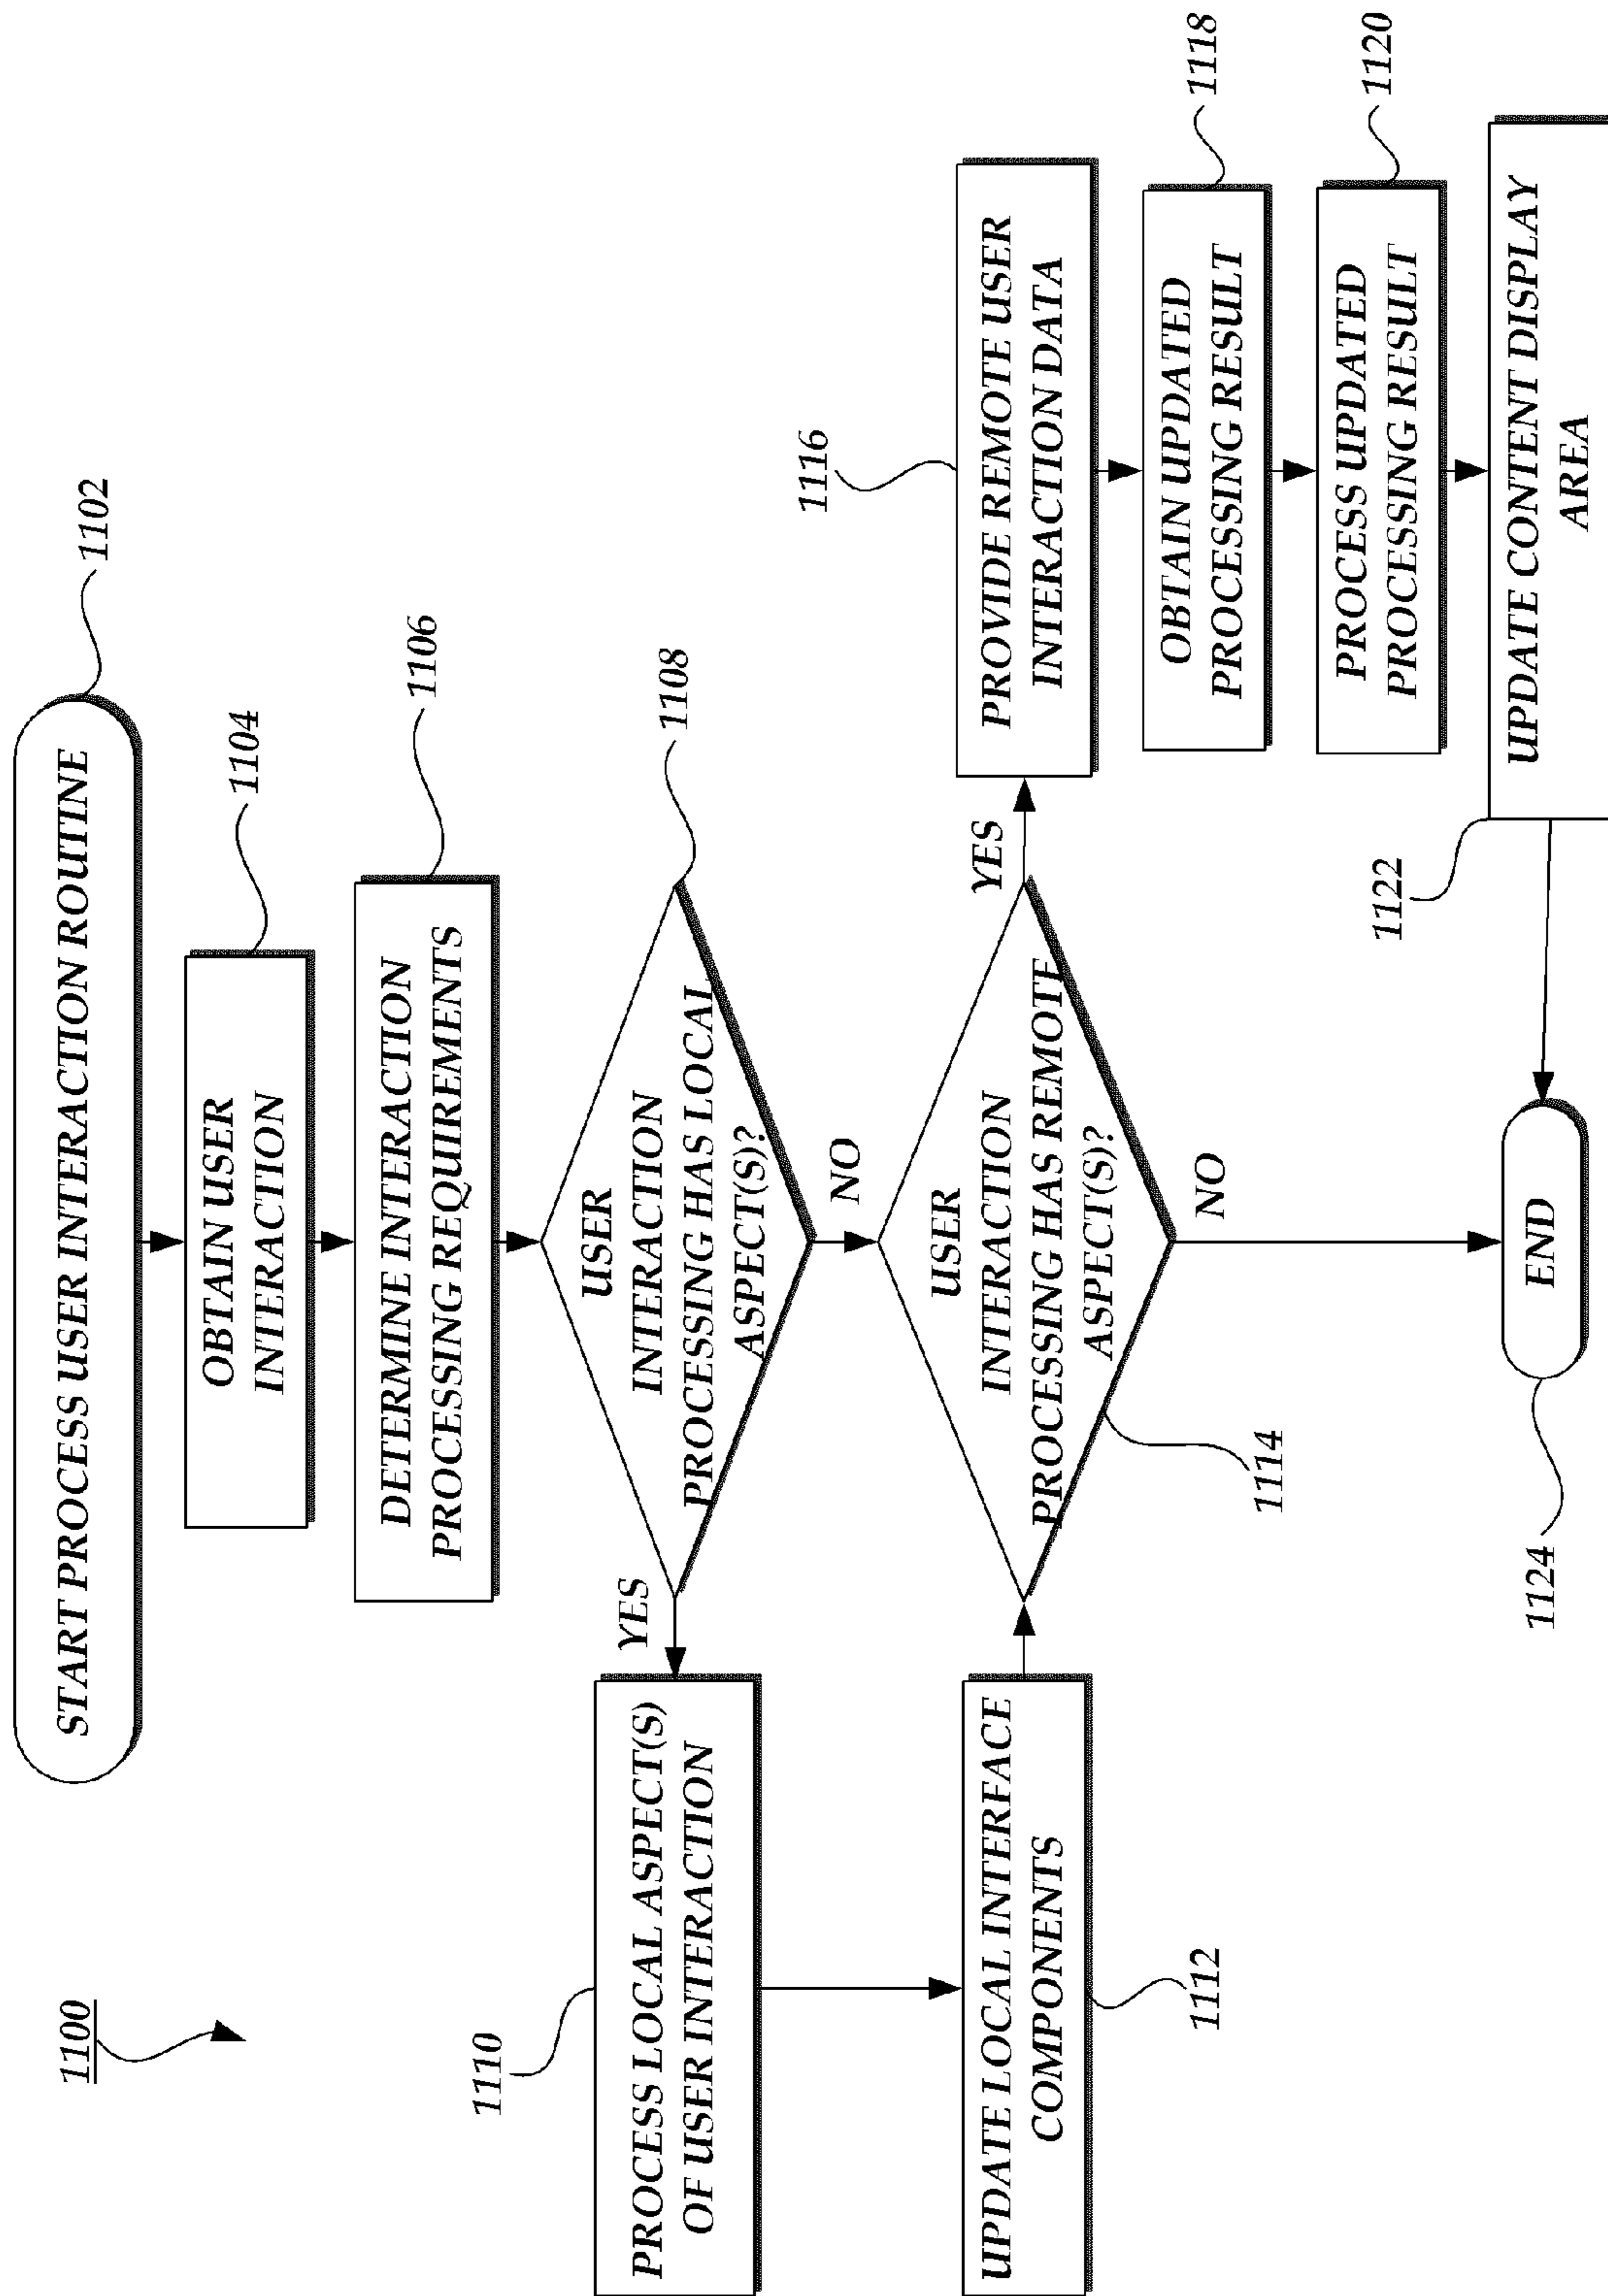 1100
START PROCESS USER INTERACTION ROUTINE
1102
OBTAIN USER
INTERACTION
1104
DETERMINE INTERACTION
PROCESSING REQUIREMENTS
1106
USER
INTERACTION
PROCESSING HAS LOCAL
ASPECT(S)?
1108
YES
NO
1110
PROCESS LOCAL ASPECT(S)
OF USER INTERACTION
UPDATE LOCAL INTERFACE
COMPONENTS
1112
USER
INTERACTION
PROCESSING HAS REMOTE
ASPECT(S)?
1114
YES
NO
1116
PROVIDE REMOTE USER
INTERACTION DATA
OBTAIN UPDATED
PROCESSING RESULT
1118
PROCESS UPDATED
PROCESSING RESULT
1120
UPDATE CONTENT DISPLAY
AREA
1122
END
1124